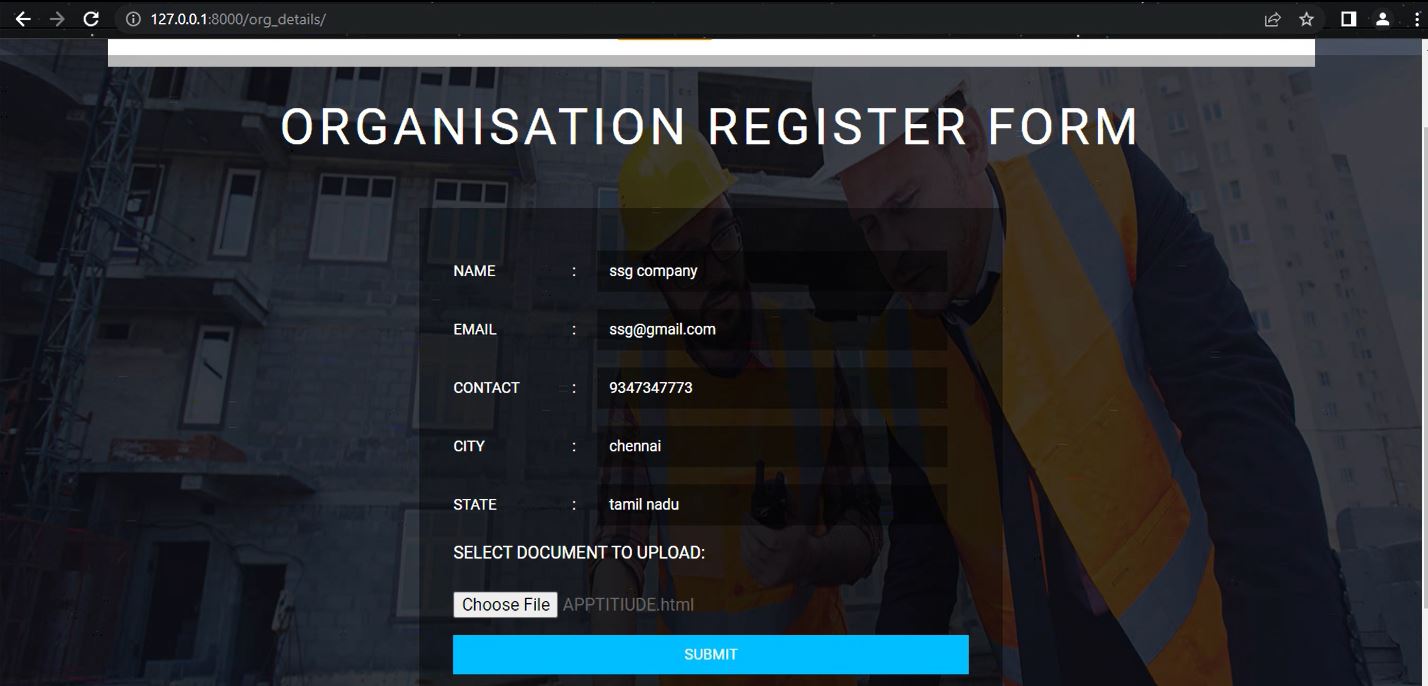 127.0.0.1:8000/org_details/
ORGANISATION REGISTER FORM
NAME : ssg company
EMAIL : ssg@gmail.com
CONTACT : 9347347773
CITY : chennai
STATE : tamil nadu
SELECT DOCUMENT TO UPLOAD:
Choose File APPTITIUDE.html
SUBMIT